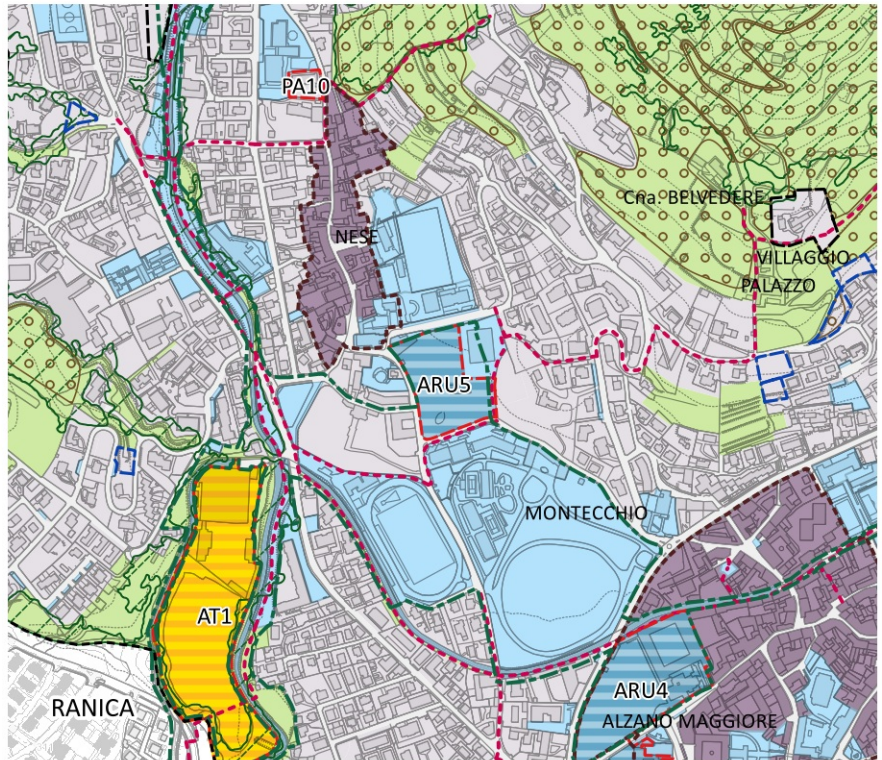 PA10
Cna. BELVEDERE
NESE
VILLAGGIO
PALAZZO
ARU5
MONTECCHIO
AT1
ARU4
RANICA
ALZANO MAGGIORE